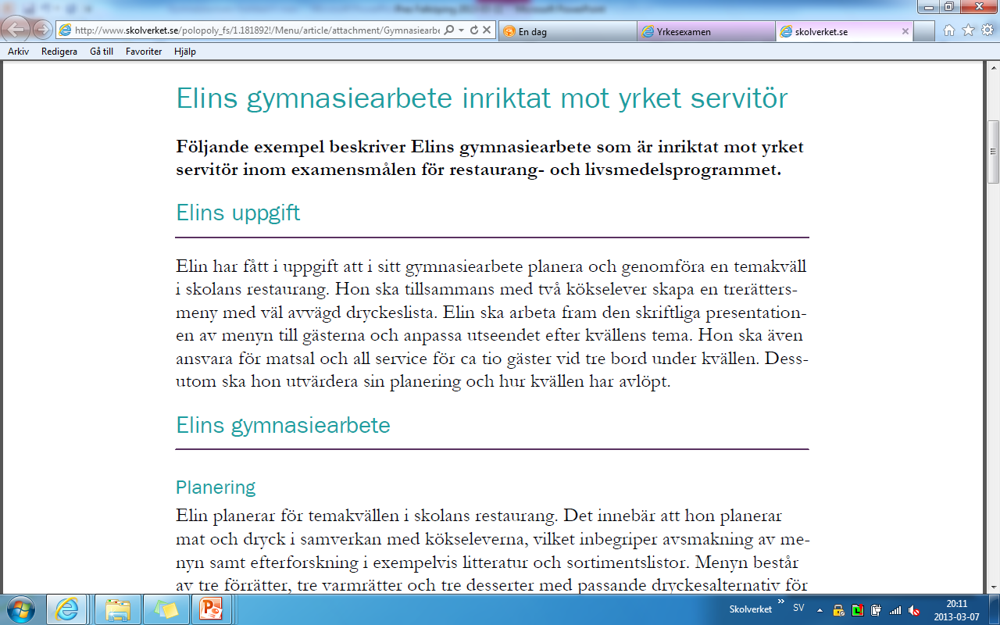 http://www.skolverket.se/polopoly_fs/1.181892!/Menu/article/attachment/Gymnasiearbe
En dag
Yrkesexamen
skolverket.se
Arkiv Redigera Gå till Favoriter Hjälp
Elins gymnasiearbete inriktat mot yrket servitör
Följande exempel beskriver Elins gymnasiearbete som är inriktat mot yrket
servitör inom examensmålen för restaurang- och livsmedelsprogrammet.
Elins uppgift
Elin har fått i uppgift att i sitt gymnasiearbete planera och genomföra en temakväll
i skolans restaurang. Hon ska tillsammans med två kökselever skapa en trerätters-
meny med väl avvägd dryckeslista. Elin ska arbeta fram den skriftliga presentation-
en av menyn till gästerna och anpassa utseendet efter kvällens tema. Hon ska även
ansvara för matsal och all service för ca tio gäster vid tre bord under kvällen. Dess-
utom ska hon utvärdera sin planering och hur kvällen har avlöpt.
Elins gymnasiearbete
Planering
Elin planerar för temakvällen i skolans restaurang. Det innebär att hon planerar
mat och dryck i samverkan med kökseleverna, vilket inbegriper avsmakning av me-
nyn samt efterforskning i exempelvis litteratur och sortimentslistor. Menyn består
av tre förrätter, tre varmrätter och tre desserter med passande dryckesalternativ för
Skolverket » SV
20:11
2013-03-07